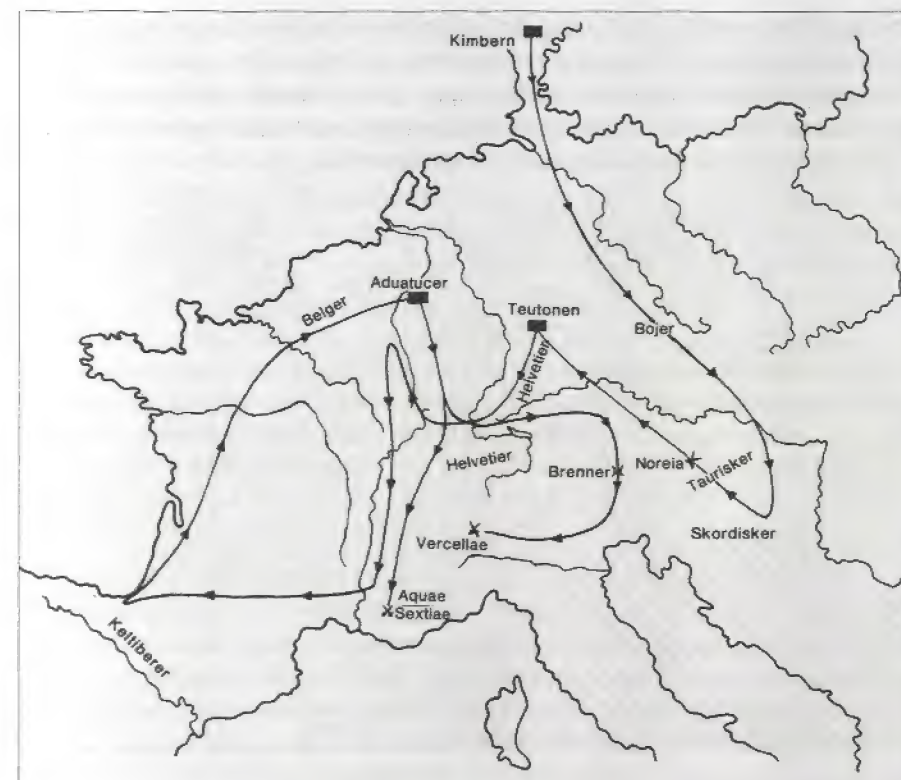 Kimbern
Aduatucer
Belger
Teutonen
Bojer
Helvetier
Helvetier
Brenner
Noreia
Taurisker
Vercellae
Skordisker
Aquae
Sextiae
Keltiberer